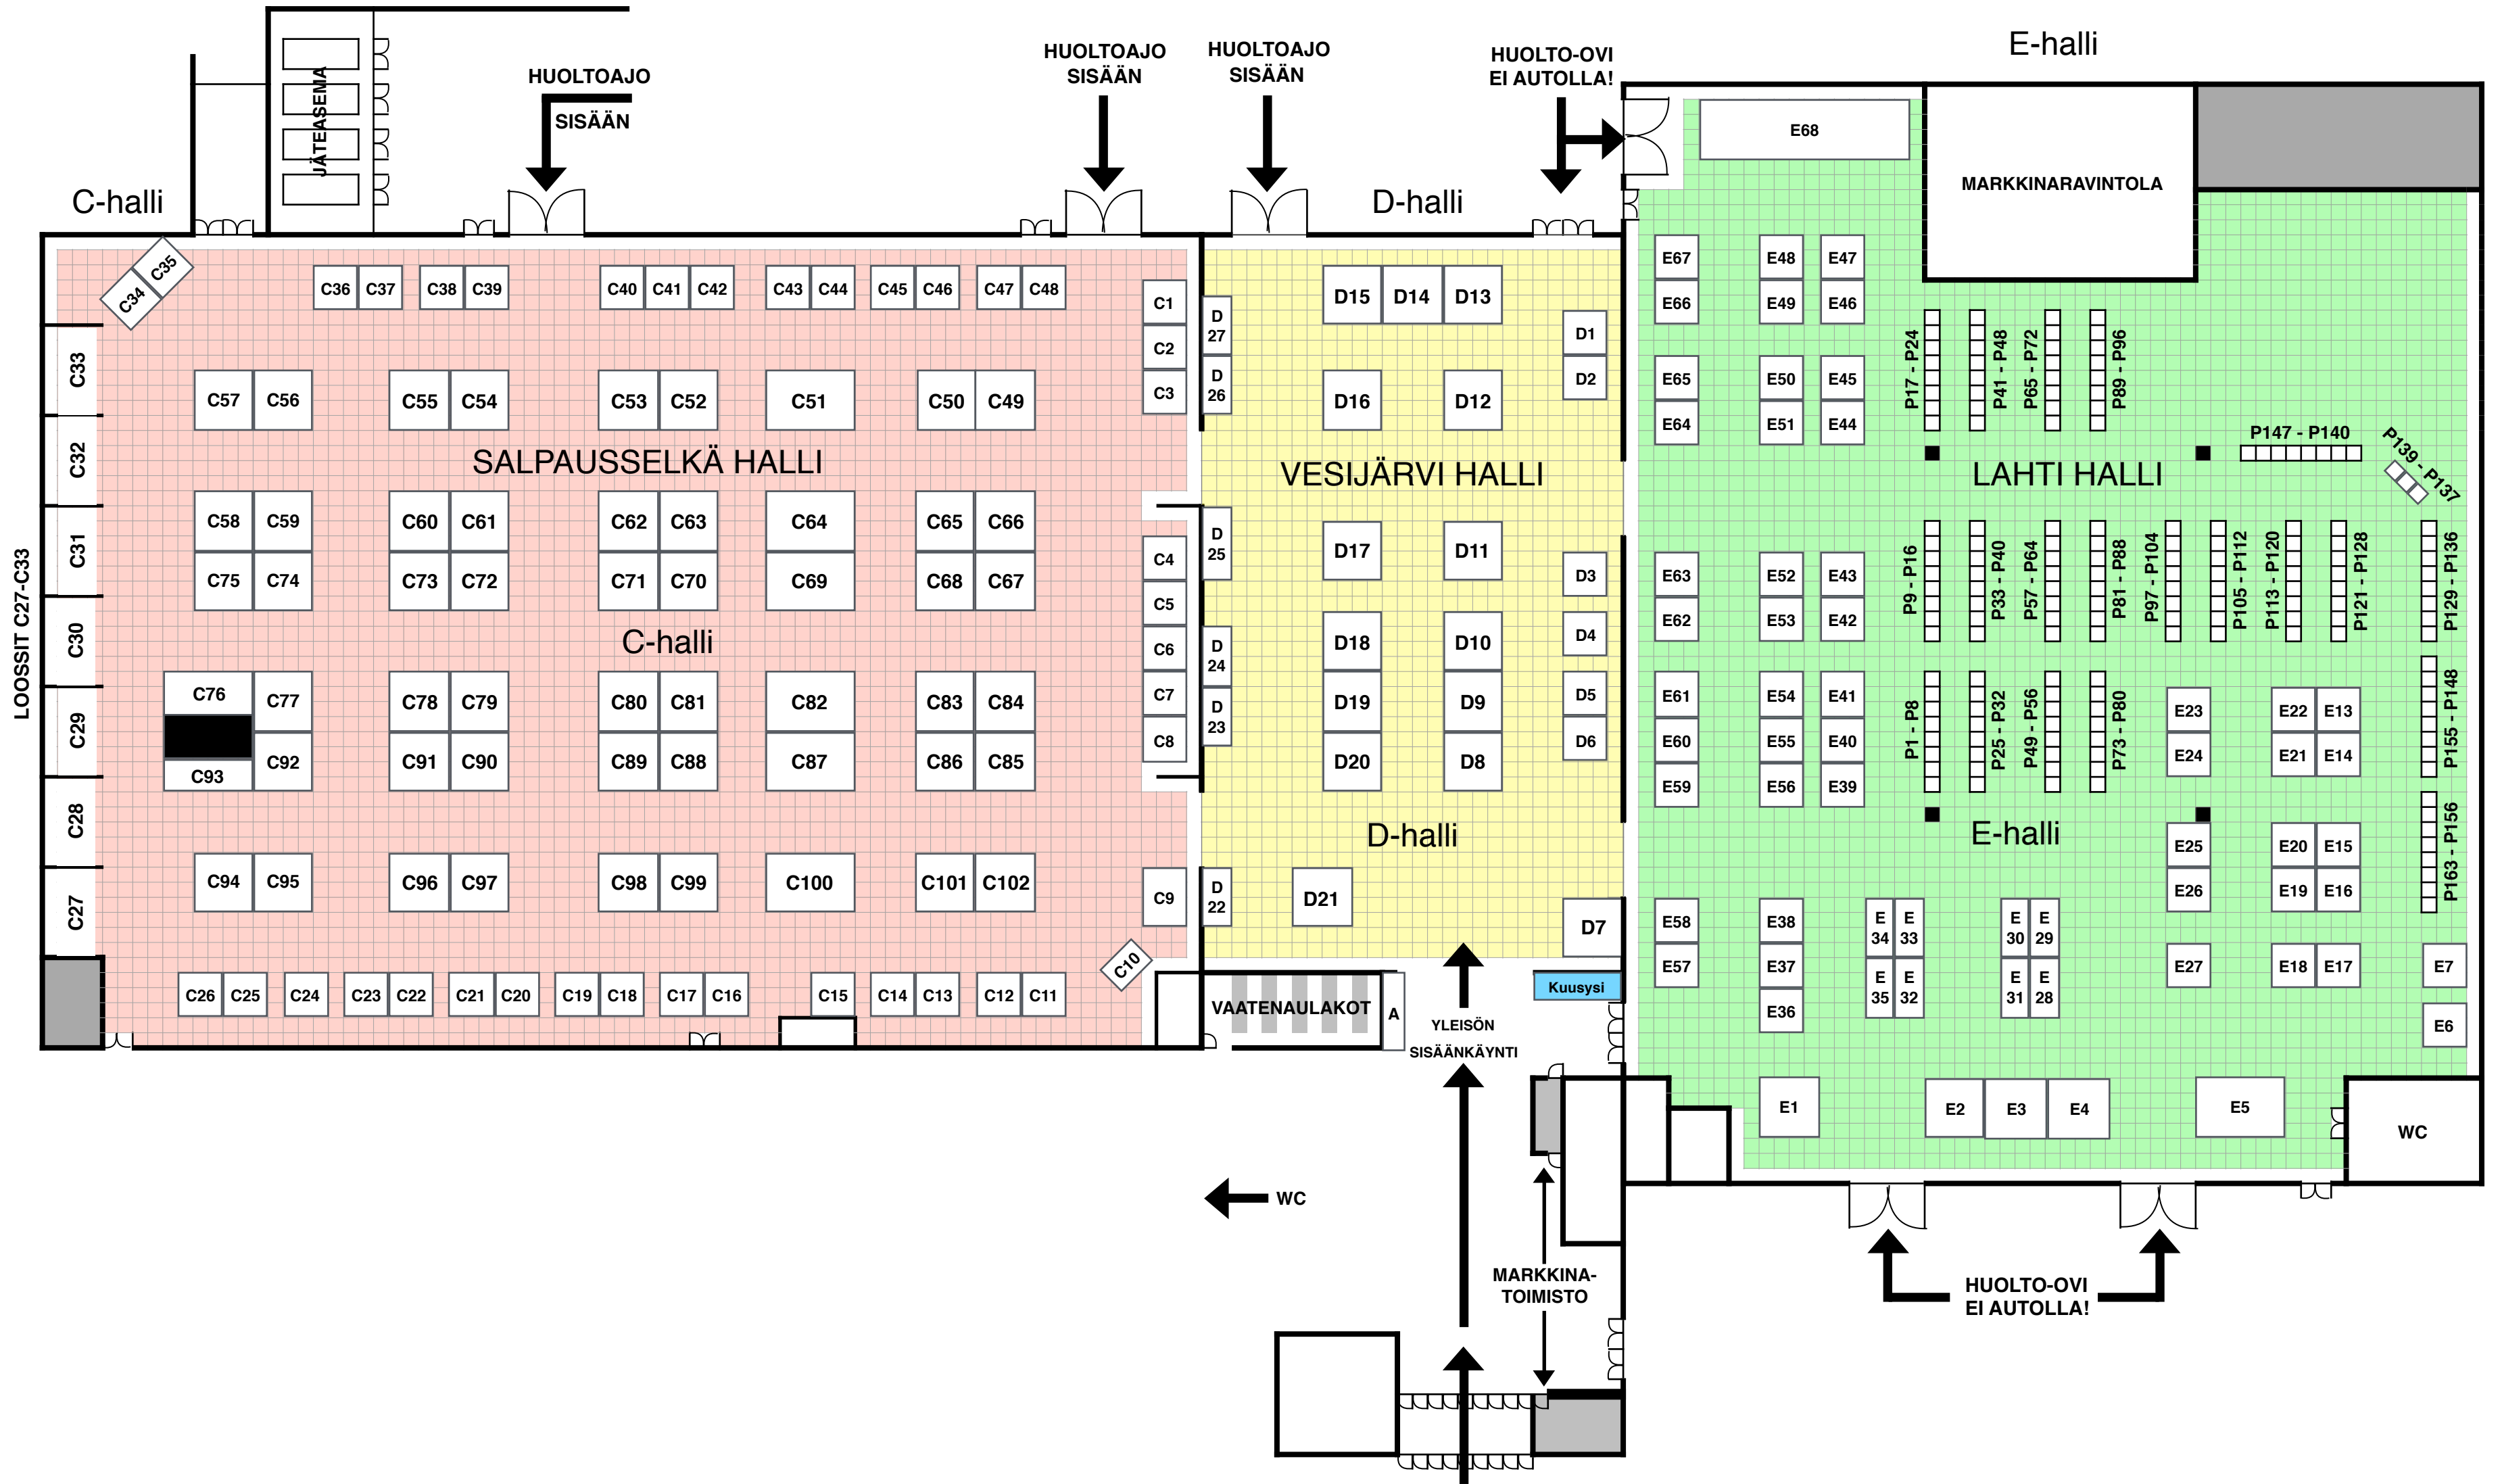 E-halli
HUOLTOAJO
SISÄÄN
HUOLTOAJO
SISÄÄN
HUOLTOAJO
SISÄÄN
HUOLTO-OVI
EI AUTOLLA!
JÄTEASEMA
C-halli
D-halli
E68
MARKKINARAVINTOLA
C34
C35
C36 C37 C38 C39 C40 C41 C42 C43 C44 C45 C46 C47 C48
C1
C2
C3
C33
C32
C31
C30
C29
C28
C27
LOOSSIT C27-C33
C57 C56 C55 C54 C53 C52 C51 C50 C49
SALPAUSSELKÄ HALLI
C58 C59 C60 C61 C62 C63 C64 C65 C66
C75 C74 C73 C72 C71 C70 C69 C68 C67
C4
C5
C6
C7
C8
C-halli
C76 C77 C78 C79 C80 C81 C82 C83 C84
C93 C92 C91 C90 C89 C88 C87 C86 C85
C94 C95 C96 C97 C98 C99 C100 C101 C102
C9
C10
C26 C25 C24 C23 C22 C21 C20 C19 C18 C17 C16 C15 C14 C13 C12 C11
D
27
D
26
D15 D14 D13
D1
D2
D16 D12
VESIJÄRVI HALLI
D
25
D17 D11
D3
D
24
D18 D10
D4
D
23
D19 D9
D5
D20 D8
D6
D-halli
D
22
D21
D7
VAATENAULAKOT
A
Kuusysi
YLEISÖN
SISÄÄNKÄYNTI
WC
MARKKINA-
TOIMISTO
E67 E48 E47
E66 E49 E46
E65 E50 E45
E64 E51 E44
P17 - P24
P41 - P48
P65 - P72
P89 - P96
P147 - P140
P139 - P137
LAHTI HALLI
E63 E52 E43
E62 E53 E42
P9 - P16
P33 - P40
P57 - P64
P81 - P88
P97 - P104
P105 - P112
P113 - P120
P121 - P128
P129 - P136
E61 E54 E41
E60 E55 E40
E59 E56 E39
P1 - P8
P25 - P32
P49 - P56
P73 - P80
E23 E22 E13
E24 E21 E14
P155 - P148
E-halli
E25 E20 E15
E26 E19 E16
P163 - P156
E58 E38
E57 E37
E36
E
34
E
33
E
35
E
32
E
30
E
29
E
31
E
28
E27 E18 E17
E7
E6
E1 E2 E3 E4 E5
WC
HUOLTO-OVI
EI AUTOLLA!